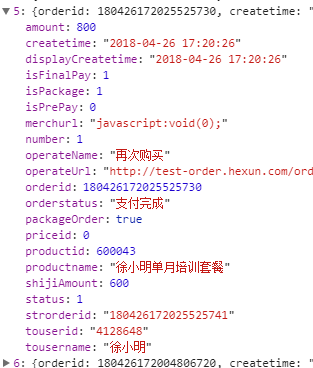 ▼ 5: {orderid: 180426172025525730, createtime: "
amount: 800
createtime: "2018-04-26 17:20:26"
displayCreatetime: "2018-04-26 17:20:26"
isFinalPay: 1
isPackage: 1
isPrePay: 0
merchurl: "javascript:void(0);"
number: 1
operateName: "再次购买"
operateUrl: "http://test-order.hexun.com/ord
orderid: 180426172025525730
orderstatus: "支付完成"
packageOrder: true
priceid: 0
productid: 600043
productname: "徐小明单月培训套餐"
shijiAmount: 600
status: 1
strorderid: "180426172025525741"
touserid: "4128648"
tousername: "徐小明"
▶ 6: {orderid: 180426172004806720, createtime: "